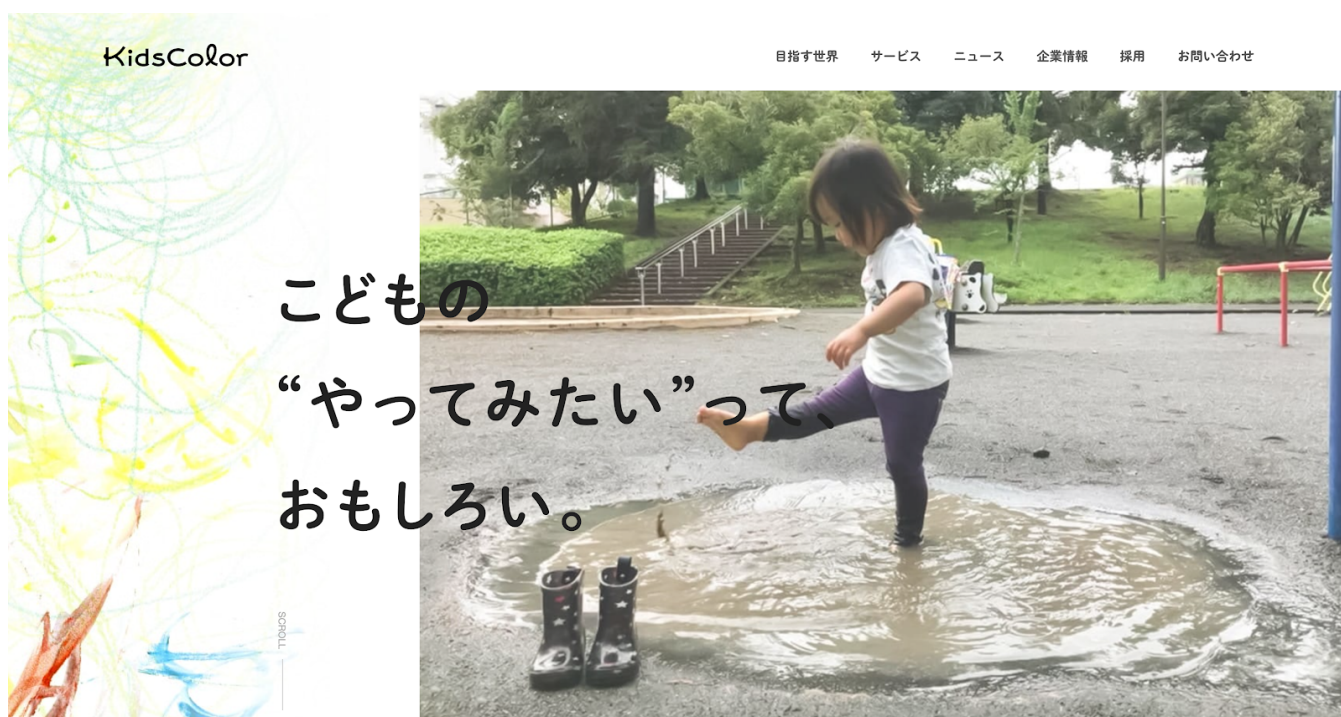 KidsColor
目指す世界 サービス ニュース 企業情報 採用 お問い合わせ
こどもの
“やってみたい”って、
おもしろい。
SCROLL